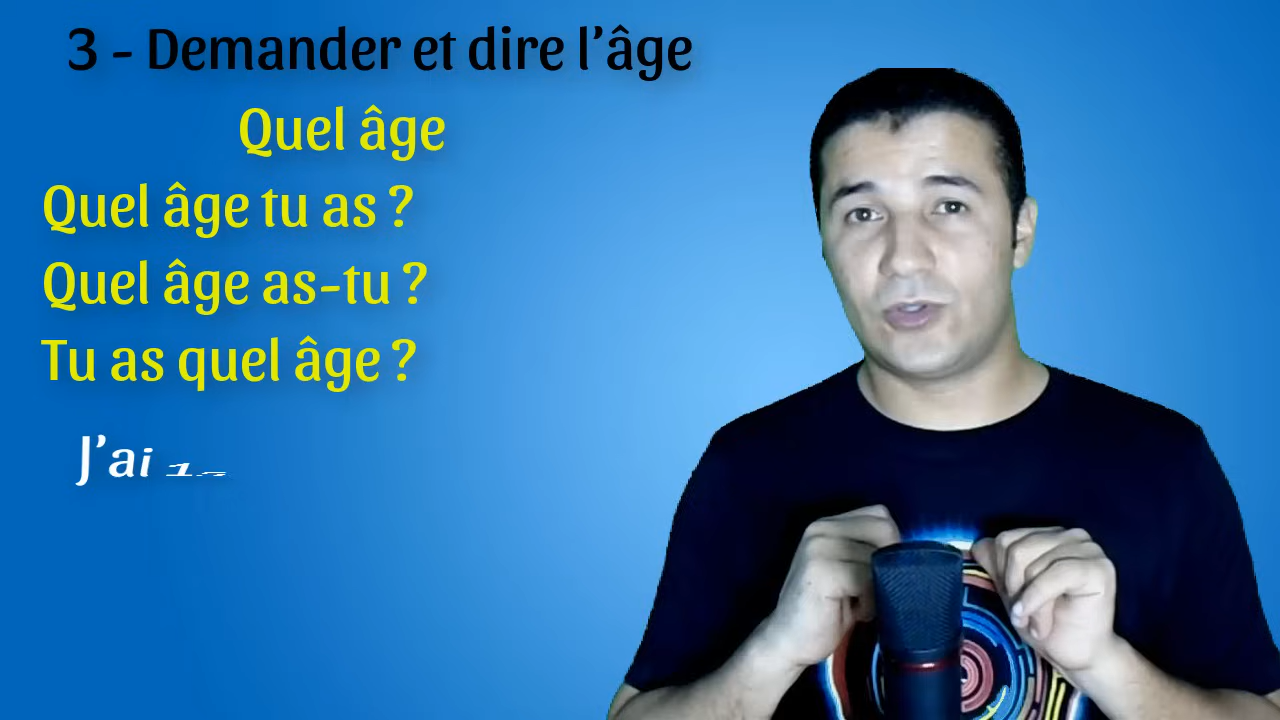 3 - Demander et dire l’âge
Quel âge
Quel âge tu as ?
Quel âge as-tu ?
Tu as quel âge ?
J’ai